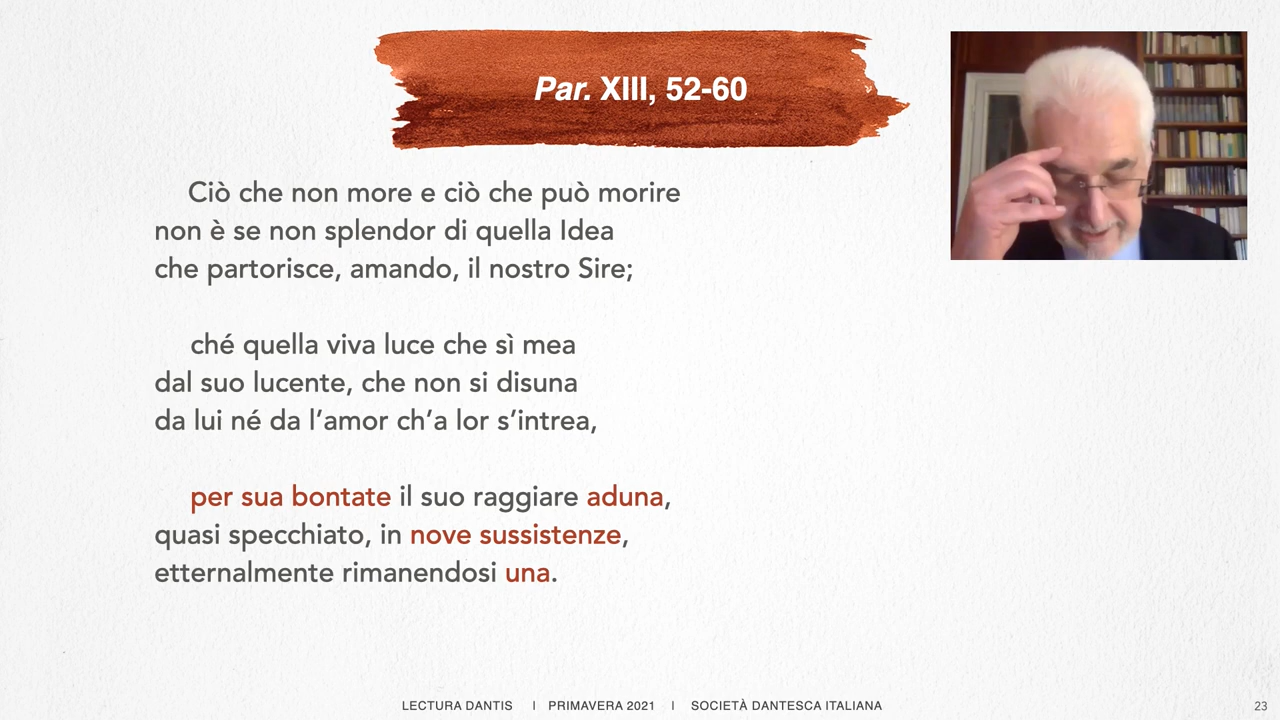 Par. XIII, 52-60
Ciò che non more e ciò che può morire
non è se non splendor di quella Idea
che partorisce, amando, il nostro Sire;
ché quella viva luce che sì mea
dal suo lucente, che non si disuna
da lui né da l’amor ch’a lor s’intrea,
per sua bontate il suo raggiare aduna,
quasi specchiato, in nove sussistenze,
etternalmente rimanendosi una.
LECTURA DANTIS I PRIMAVERA 2021 I SOCIETÀ DANTESCA ITALIANA 23